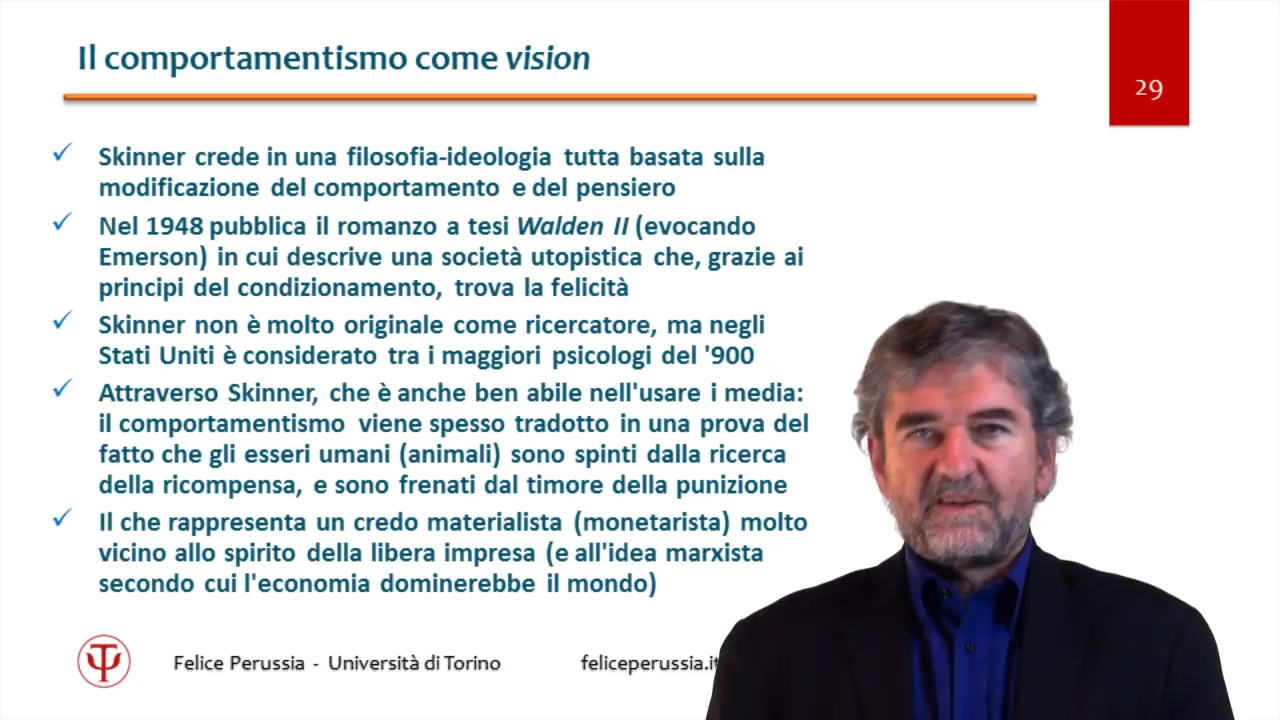 Il comportamentismo come vision
29
Skinner crede in una filosofia-ideologia tutta basata sulla
modificazione del comportamento e del pensiero
Nel 1948 pubblica il romanzo a tesi Walden II (evocando
Emerson) in cui descrive una società utopistica che, grazie ai
principi del condizionamento, trova la felicità
Skinner non è molto originale come ricercatore, ma negli
Stati Uniti è considerato tra i maggiori psicologi del '900
Attraverso Skinner, che è anche ben abile nell'usare i media:
il comportamentismo viene spesso tradotto in una prova del
fatto che gli esseri umani (animali) sono spinti dalla ricerca
della ricompensa, e sono frenati dal timore della punizione
Il che rappresenta un credo materialista (monetarista) molto
vicino allo spirito della libera impresa (e all'idea marxista
secondo cui l'economia dominerebbe il mondo)
Felice Perussia - Università di Torino
feliceperussia.it